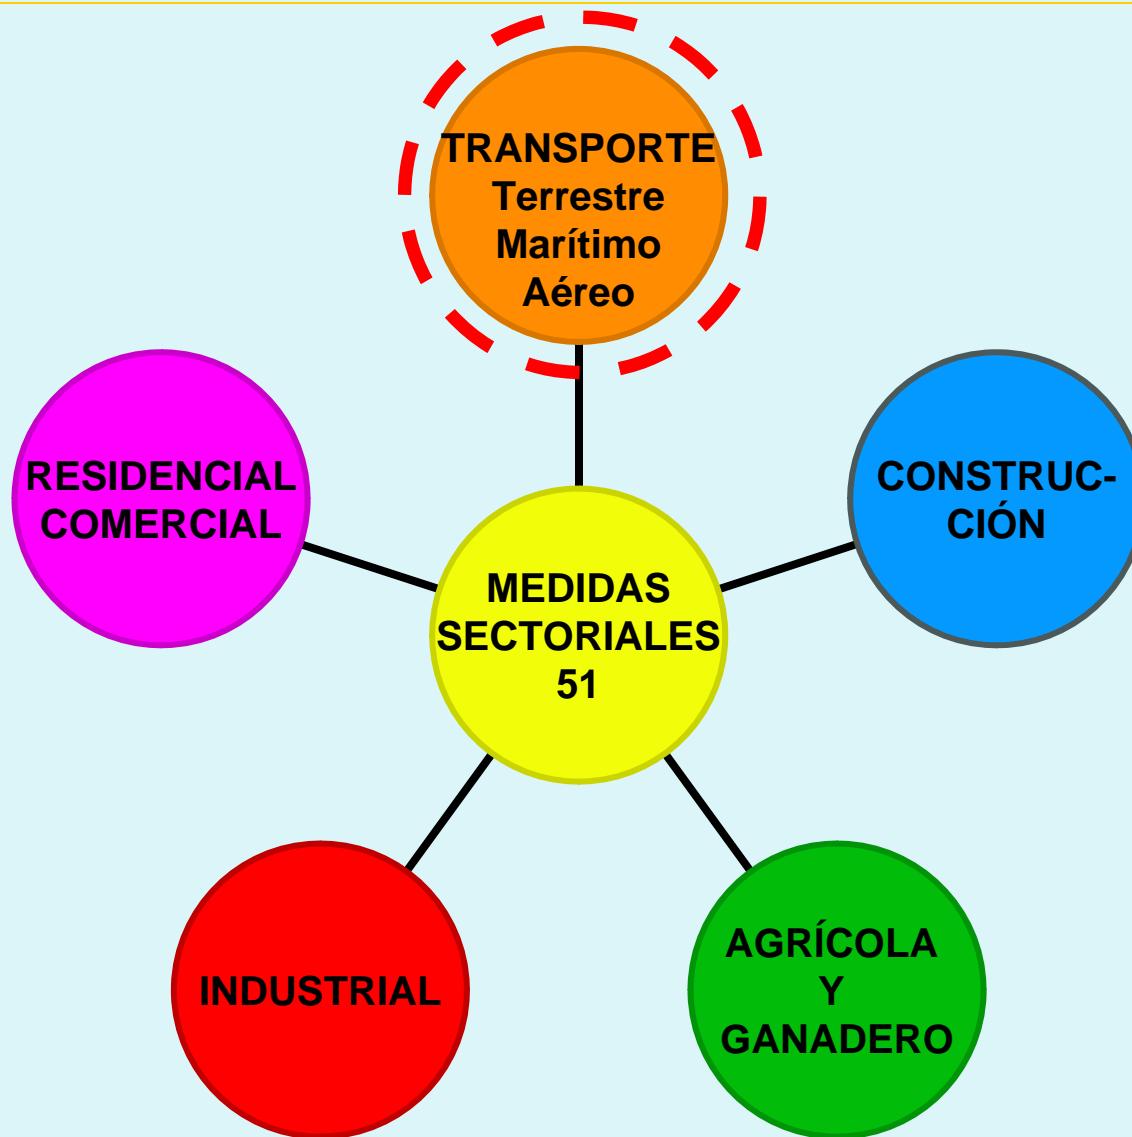 TRANSPORTE
Terrestre
Marítimo
Aéreo
RESIDENCIAL
COMERCIAL
CONSTRUC-
CIÓN
MEDIDAS
SECTORIALES
51
INDUSTRIAL
AGRÍCOLA
Y
GANADERO